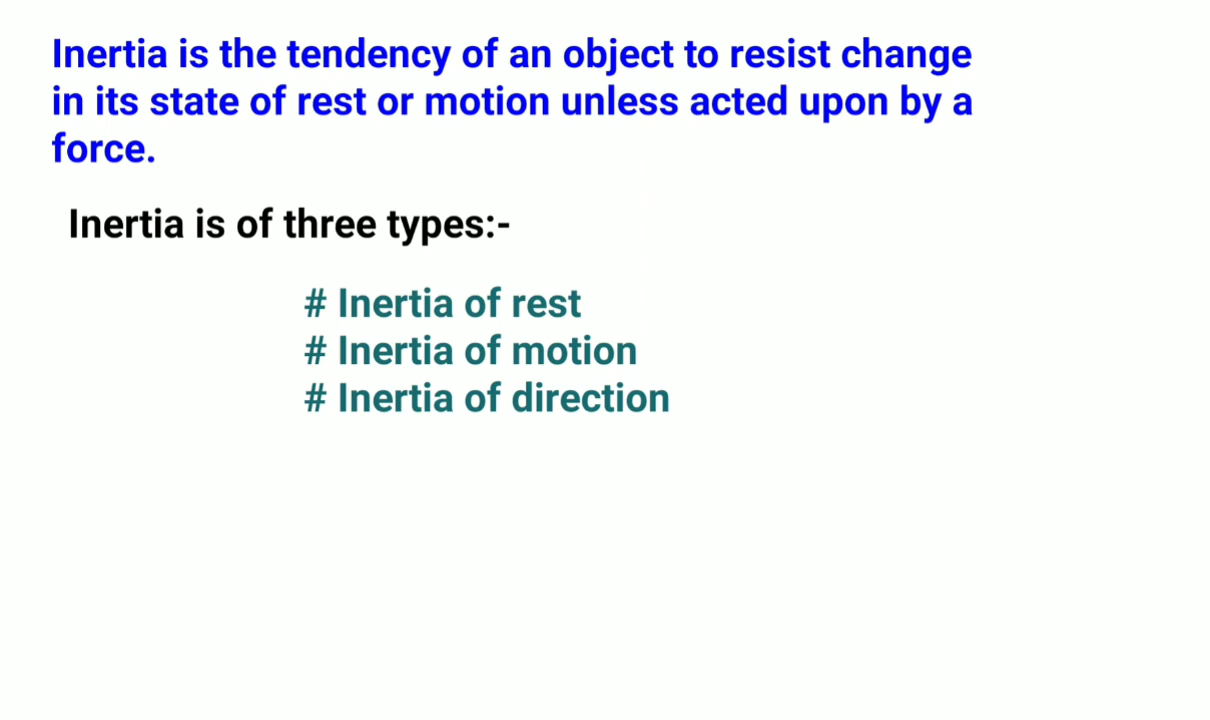 Inertia is the tendency of an object to resist change
in its state of rest or motion unless acted upon by a
force.
Inertia is of three types:-
# Inertia of rest
# Inertia of motion
# Inertia of direction